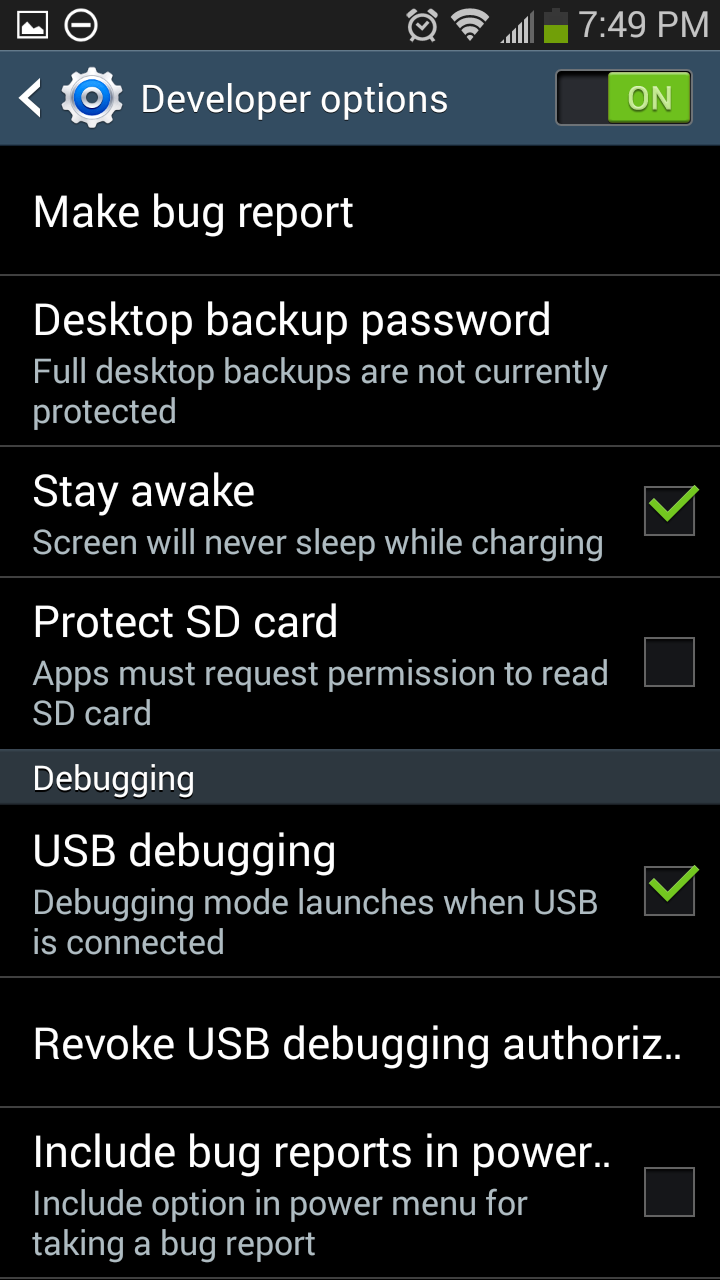 7:49 PM
Developer options
ON
Make bug report
Desktop backup password
Full desktop backups are not currently
protected
Stay awake
Screen will never sleep while charging
Protect SD card
Apps must request permission to read
SD card
Debugging
USB debugging
Debugging mode launches when USB
is connected
Revoke USB debugging authoriz..
Include bug reports in power..
Include option in power menu for
taking a bug report